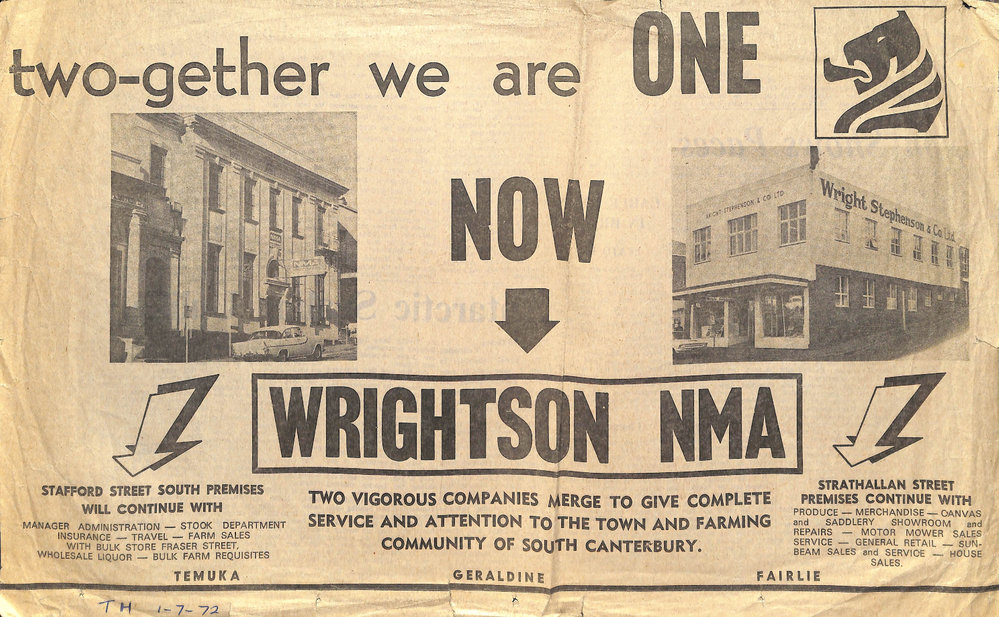 two-gether we are ONE
NOW
WRIGHT STEPHENSON & CO LTD
Wright Stephenson & Co Ltd.
NMA
WRIGHTSON NMA
STAFFORD STREET SOUTH PREMISES
WILL CONTINUE WITH
MANAGER ADMINISTRATION — STOOK DEPARTMENT
INSURANCE — TRAVEL — FARM SALES
WITH BULK STORE FRASER STREET,
WHOLESALE LIQUOR — BULK FARM REQUISITES
TWO VIGOROUS COMPANIES MERGE TO GIVE COMPLETE
SERVICE AND ATTENTION TO THE TOWN AND FARMING
COMMUNITY OF SOUTH CANTERBURY.
STRATHALLAN STREET
PREMISES CONTINUE WITH
PRODUCE — MERCHANDISE — CANVAS
and SADDLERY SHOWROOM and
REPAIRS — MOTOR MOWER SALES
SERVICE — GENERAL RETAIL — SUN-
BEAM SALES and SERVICE — HOUSE
SALES.
TEMUKA GERALDINE FAIRLIE
TH 1-7-72